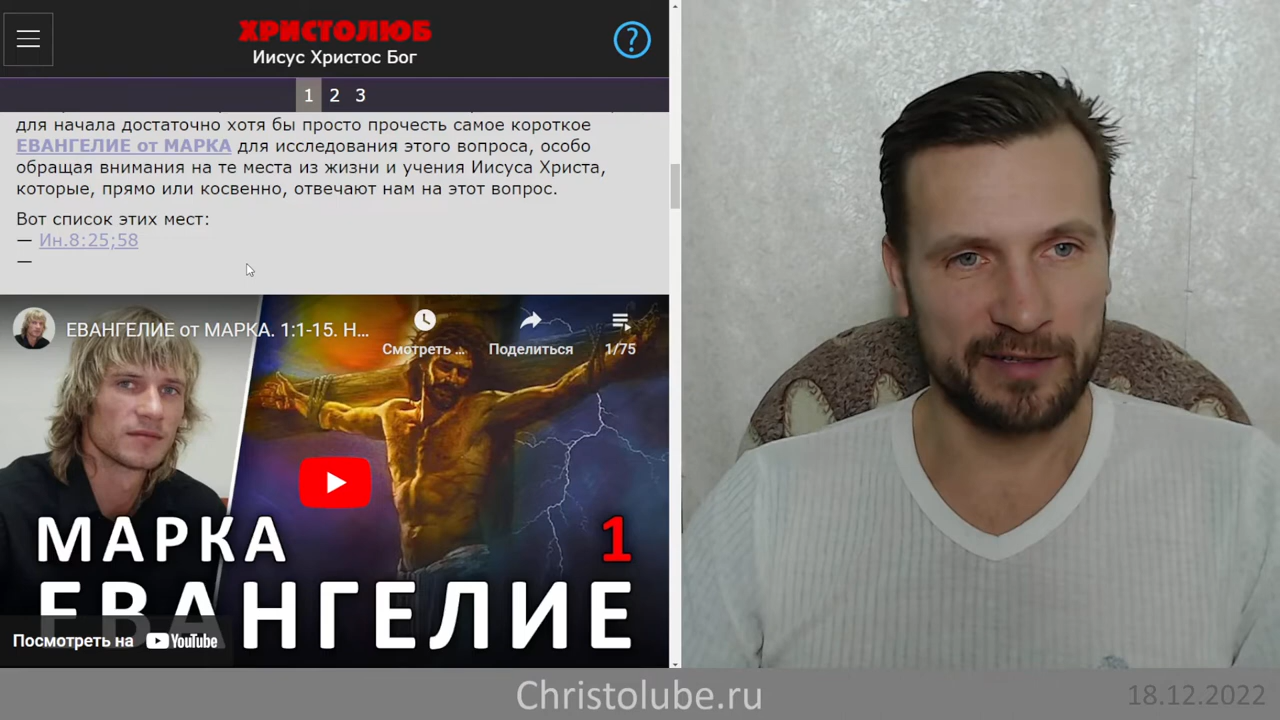 ХРИСТОЛЮБ
Иисус Христос Бог
?
1 2 3
для начала достаточно хотя бы просто прочесть самое короткое
ЕВАНГЕЛИЕ от МАРКА для исследования этого вопроса, особо
обращая внимания на те места из жизни и учения Иисуса Христа,
которые, прямо или косвенно, отвечают нам на этот вопрос.
Вот список этих мест:
— Ин.8:25;58
—
ЕВАНГЕЛИЕ от МАРКА. 1:1-15. Н...
Смотреть ...
Поделиться
1/75
МАРКА 1
ЕВАНГЕЛИЕ
Посмотреть на YouTube
Christolube.ru
18.12.2022